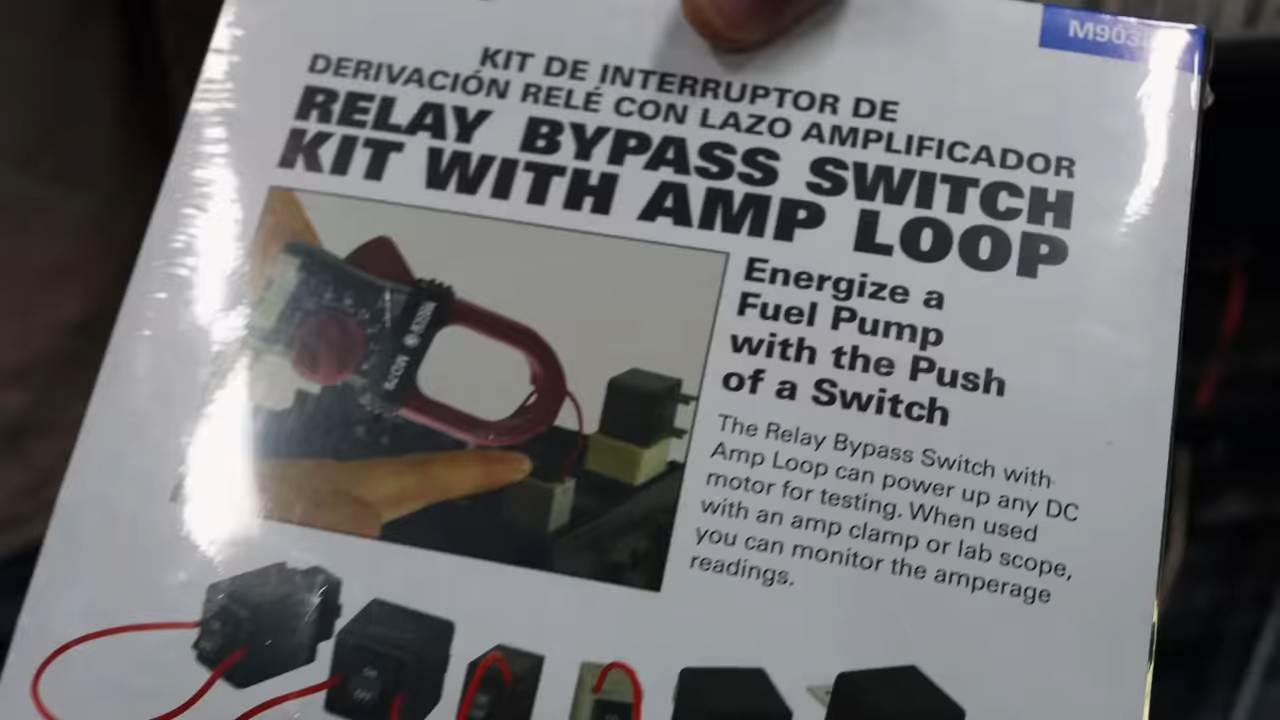 KIT DE INTERRUPTOR DE
DERIVACIÓN RELÉ CON LAZO AMPLIFICADOR
RELAY BYPASS SWITCH
KIT WITH AMP LOOP
Energize a
Fuel Pump
with the Push
of a Switch
The Relay Bypass Switch with
Amp Loop can power up any DC
motor for testing. When used
with an amp clamp or lab scope,
you can monitor the amperage
readings.
ON
OFF